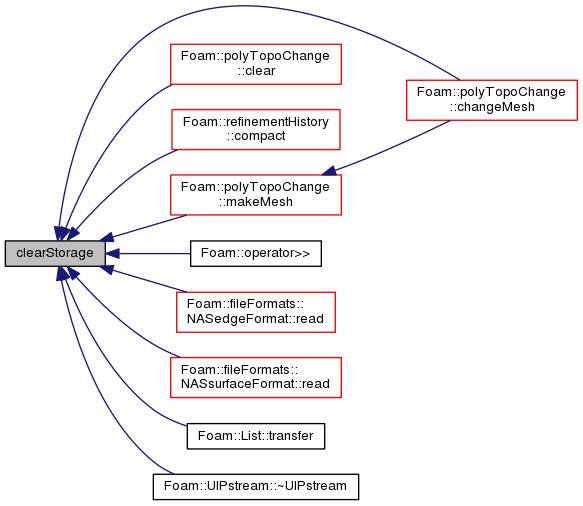 Foam::polyTopoChange
::clear
Foam::polyTopoChange
::changeMesh
Foam::refinementHistory
::compact
Foam::polyTopoChange
::makeMesh
clearStorage
Foam::operator>>
Foam::fileFormats::
NASedgeFormat::read
Foam::fileFormats::
NASsurfaceFormat::read
Foam::List::transfer
Foam::UIPstream::~UIPstream